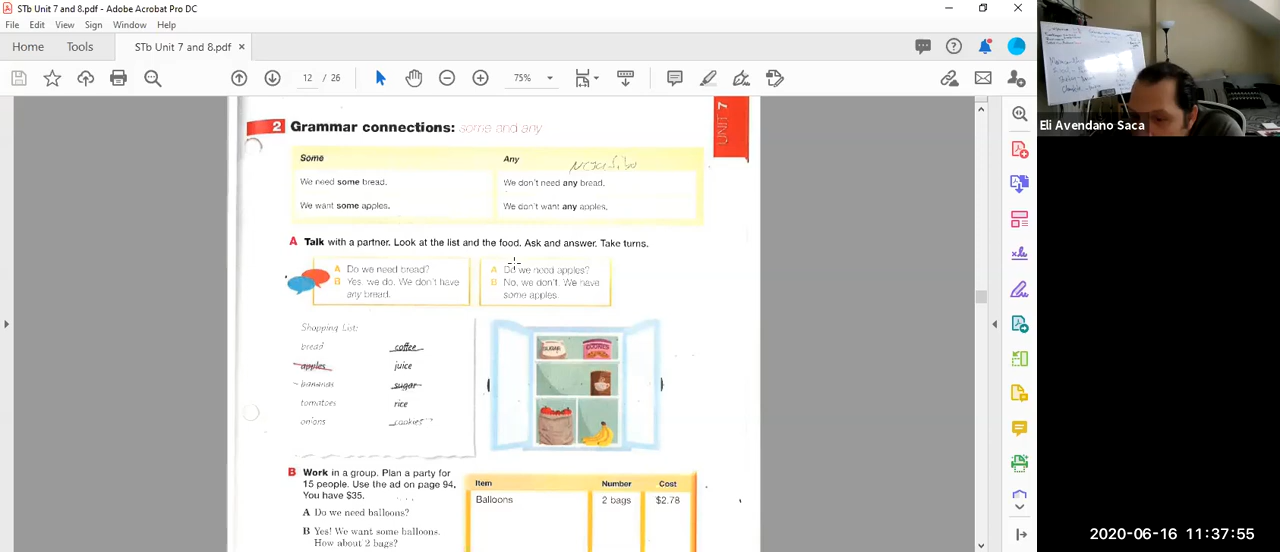 STb Unit 7 and 8.pdf - Adobe Acrobat Pro DC
File Edit View Sign Window Help
Home Tools STb Unit 7 and 8.pdf ×
12 / 26 75%
UNIT 7
2 Grammar connections: some and any
Some Any
We need some bread. We don't need any bread.
We want some apples. We don't want any apples.
A Talk with a partner. Look at the list and the food. Ask and answer. Take turns.
A Do we need bread?
B Yes, we do. We don't have
any bread.
A Do we need apples?
B No, we don't. We have
some apples.
Shopping List:
bread coffee
apples juice
bananas sugar
tomatoes rice
onions cookies
SUGAR COOKIES
B Work in a group. Plan a party for
15 people. Use the ad on page 94.
You have $35.
A Do we need balloons?
B Yes! We want some balloons.
How about 2 bags?
Item Number Cost
Balloons 2 bags $2.78
Eli Avendano Saca
2020-06-16 11:37:55